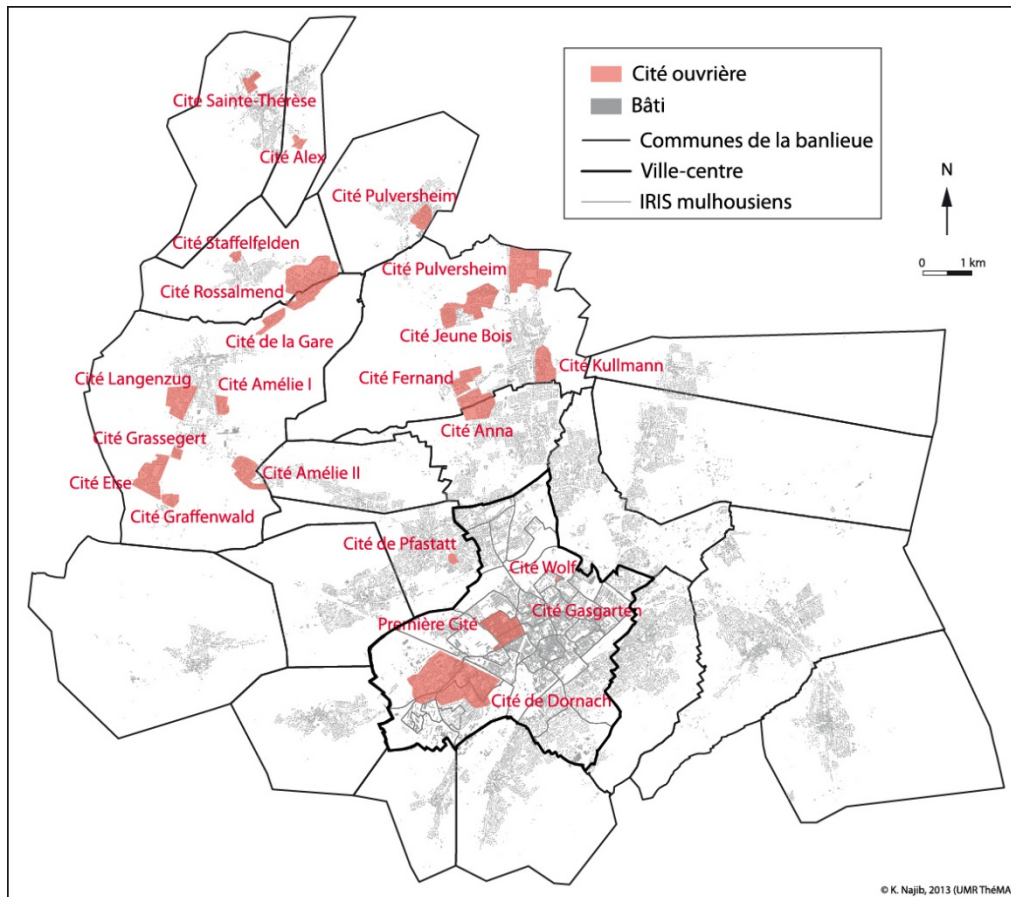 Cité ouvrière
Bâti
Communes de la banlieue
Ville-centre
IRIS mulhousiens
N
0 1 km
Cité Sainte-Thérèse
Cité Alex
Cité Pulversheim
Cité Staffelfelden
Cité Pulversheim
Cité Rossalmend
Cité de la Gare
Cité Jeune Bois
Cité Kullmann
Cité Langenzug
Cité Amélie I
Cité Fernand
Cité Anna
Cité Grassegert
Cité Amélie II
Cité Else
Cité Graffenwald
Cité de Pfastatt
Cité Wolf
Cité Gasgarten
Première Cité
Cité de Dornach
© K. Najib, 2013 (UMR ThéMA